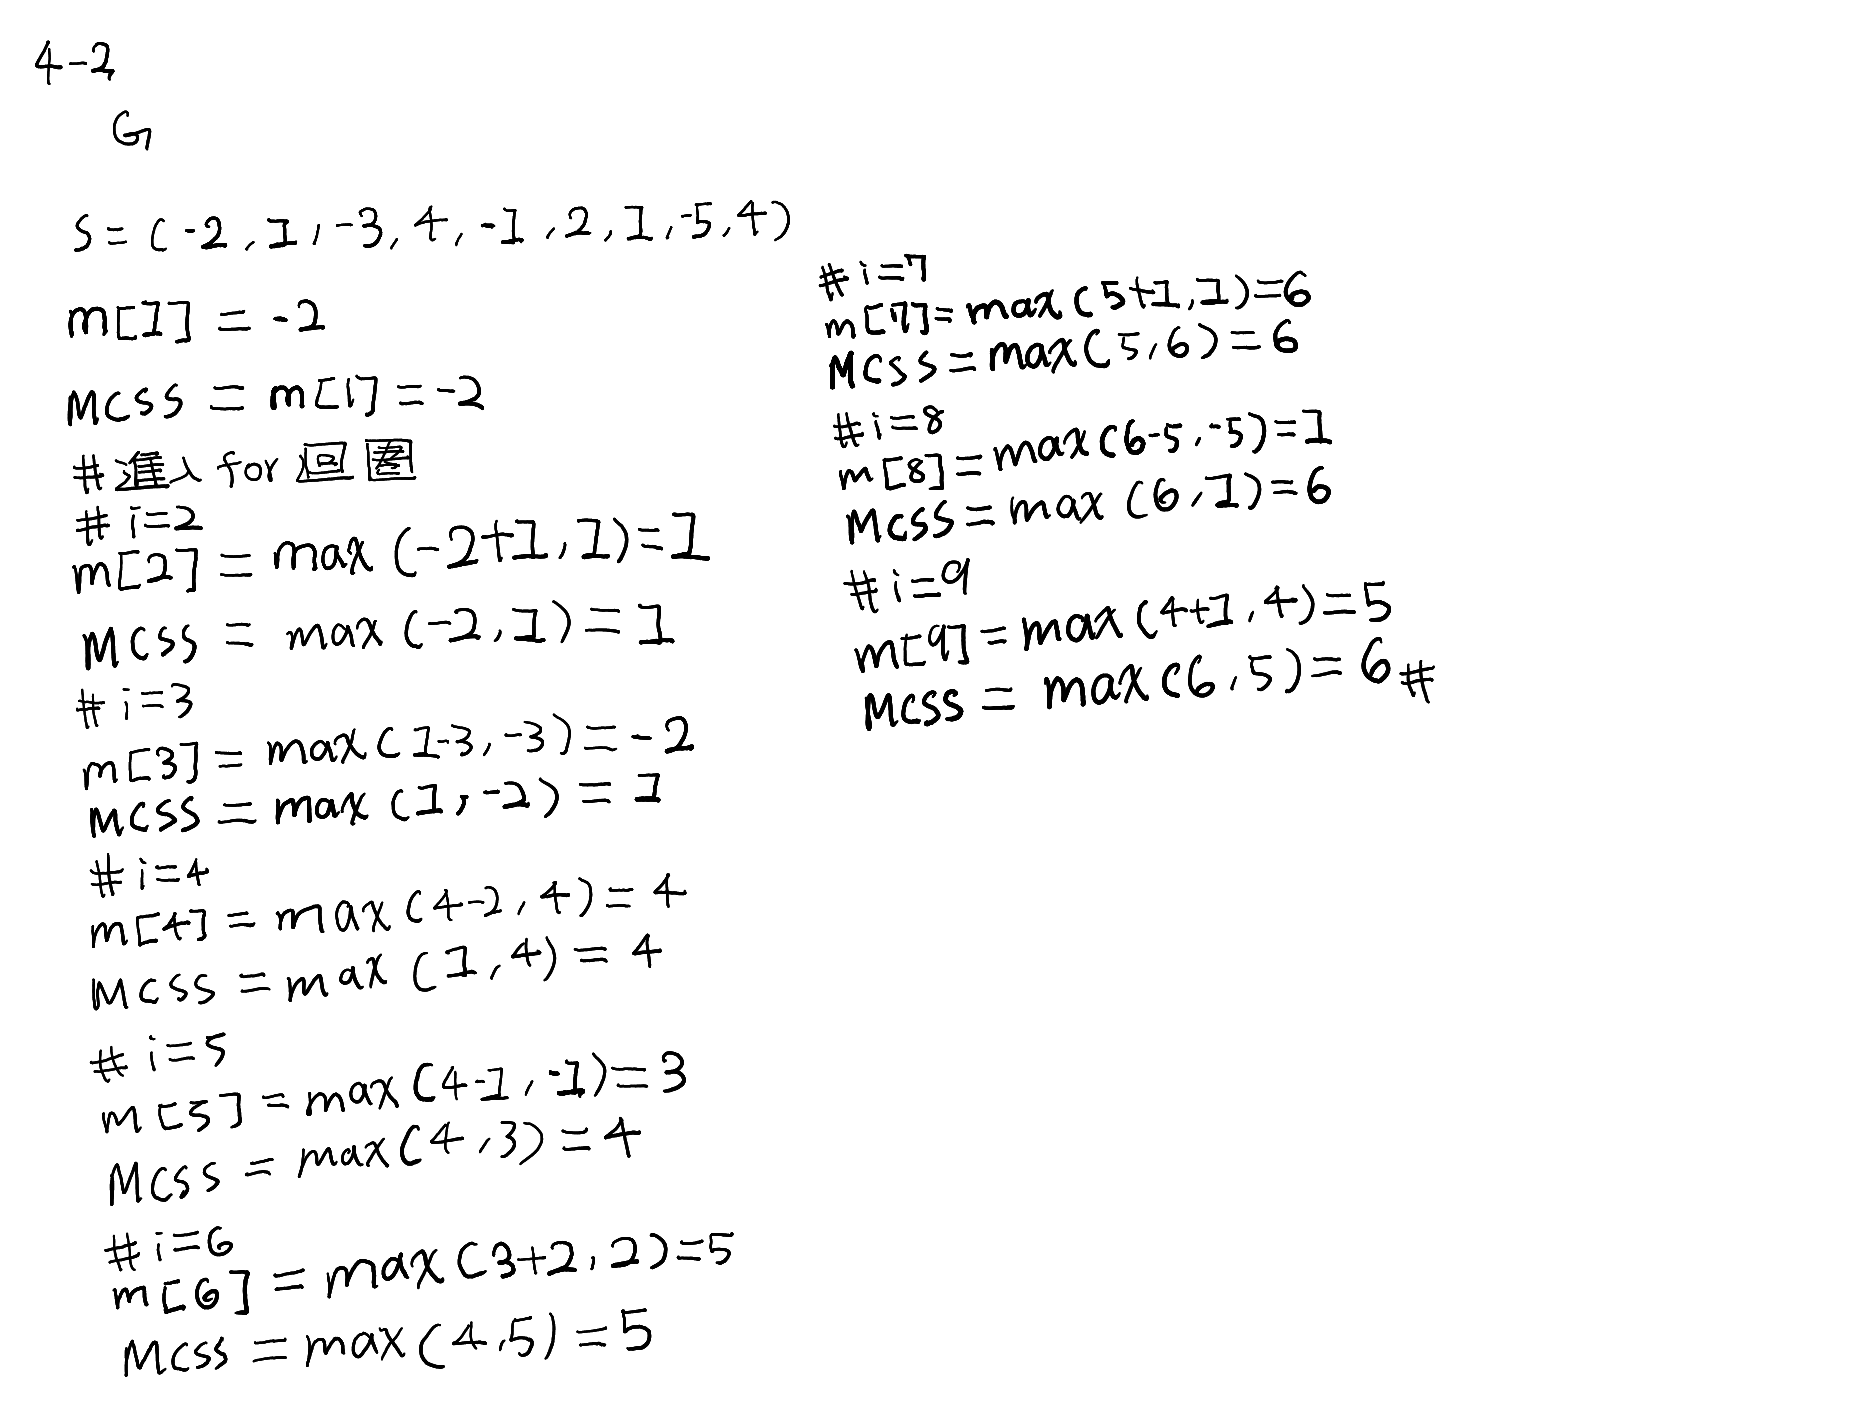 4-2
G
S = (-2, 1, -3, 4, -1, 2, 1, -5, 4)
m[1] = -2
MCSS = m[1] = -2
# 進入 for 回圈
# i=2
m[2] = max (-2+1, 1) = 1
MCSS = max (-2, 1) = 1
# i=3
m[3] = max (1-3, -3) = -2
MCSS = max (1, -2) = 1
# i=4
m[4] = max (4-2, 4) = 4
MCSS = max (1, 4) = 4
# i=5
m[5] = max (4-1, -1) = 3
MCSS = max (4, 3) = 4
# i=6
m[6] = max (3+2, 2) = 5
MCSS = max (4, 5) = 5
# i=7
m[7] = max (5+1, 1) = 6
MCSS = max (5, 6) = 6
# i=8
m[8] = max (6-5, -5) = 1
MCSS = max (6, 1) = 6
# i=9
m[9] = max (4+1, 4) = 5
MCSS = max (6, 5) = 6 #